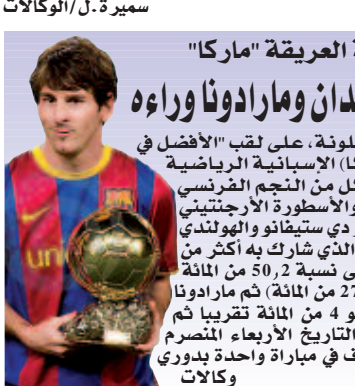 سميرة.ل/الوكالات
ة العريقة "ماركا"
دان ومارادونا وراءه
لونة، على لقب "الأفضل في
كا) الإسبانية الرياضية
ل من النجم الفرنسي
والأسطورة الأرجنتيني
دي ستيفانو والهولندي
الذي شارك به أكثر من
ى نسبة 50,2 من المائة
27 من المائة) ثم مارادونا
و 4 من المائة تقريبا ثم
التاريخ الأربعاء المنصرم
ف في مباراة واحدة بدوري
وكالات
uni